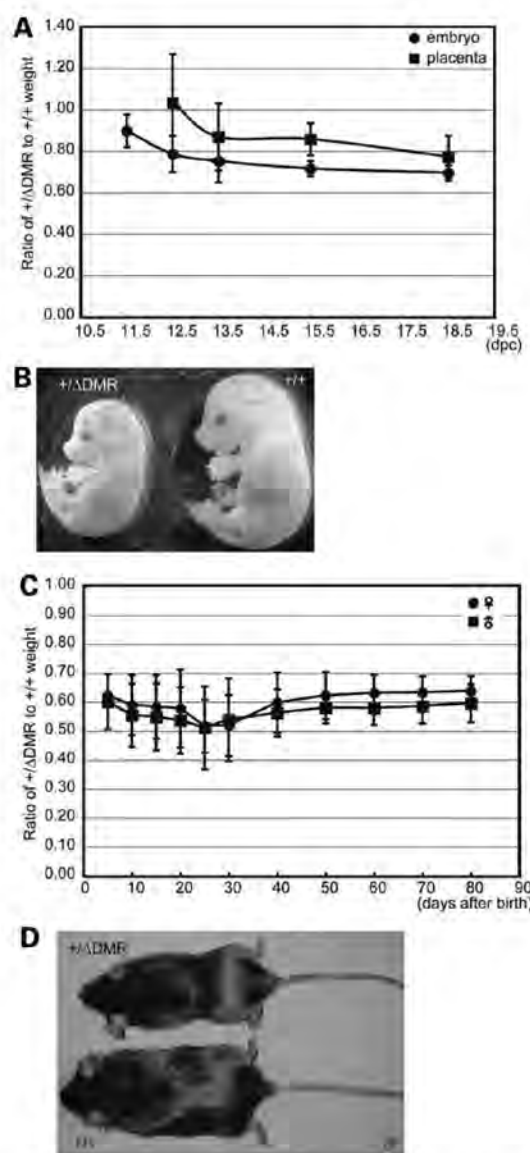 A
Ratio of +/ΔDMR to +/+ weight
1.40
1.20
1.00
0.80
0.60
0.40
0.20
0.00
embryo
placenta
10.5 11.5 12.5 13.5 14.5 15.5 16.5 17.5 18.5 19.5
(dpc)
B
+/ΔDMR
+/+
C
Ratio of +/ΔDMR to +/+ weight
1.00
0.90
0.80
0.70
0.60
0.50
0.40
0.30
0.20
0.10
0.00
♀
♂
0 10 20 30 40 50 60 70 80 90
(days after birth)
D
+/ΔDMR